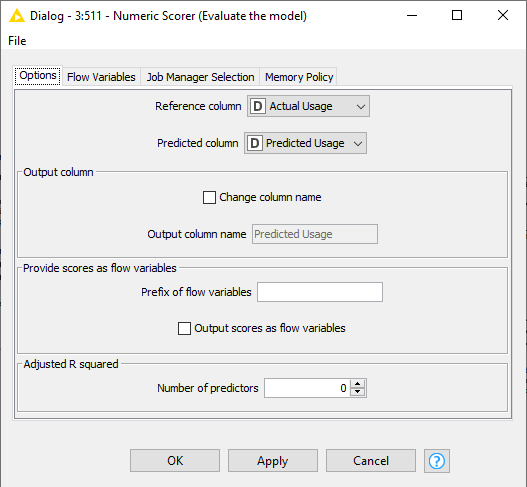 Dialog - 3:511 - Numeric Scorer (Evaluate the model)
File
Options Flow Variables Job Manager Selection Memory Policy
Reference column D Actual Usage
Predicted column D Predicted Usage
Output column
Change column name
Output column name Predicted Usage
Provide scores as flow variables
Prefix of flow variables
Output scores as flow variables
Adjusted R squared
Number of predictors 0
OK Apply Cancel ?